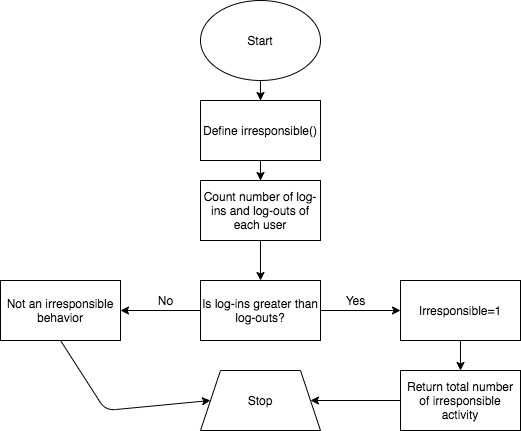 Start
Define irresponsible()
Count number of log-
ins and log-outs of
each user
Is log-ins greater than
log-outs?
No
Yes
Not an irresponsible
behavior
Irresponsible=1
Return total number
of irresponsible
activity
Stop